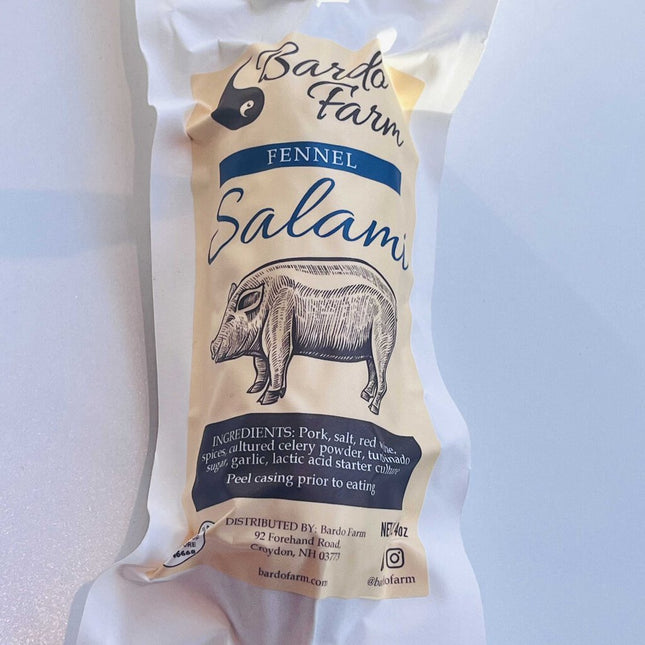 Bardo
Farm
FENNEL
Salami
INGREDIENTS: Pork, salt, red wine,
spices, cultured celery powder, turbinado
sugar, garlic, lactic acid starter culture
Peel casing prior to eating
DISTRIBUTED BY: Bardo Farm
92 Forehand Road,
Croydon, NH 03773
bardofarm.com
NET 4oz
@bardofarm